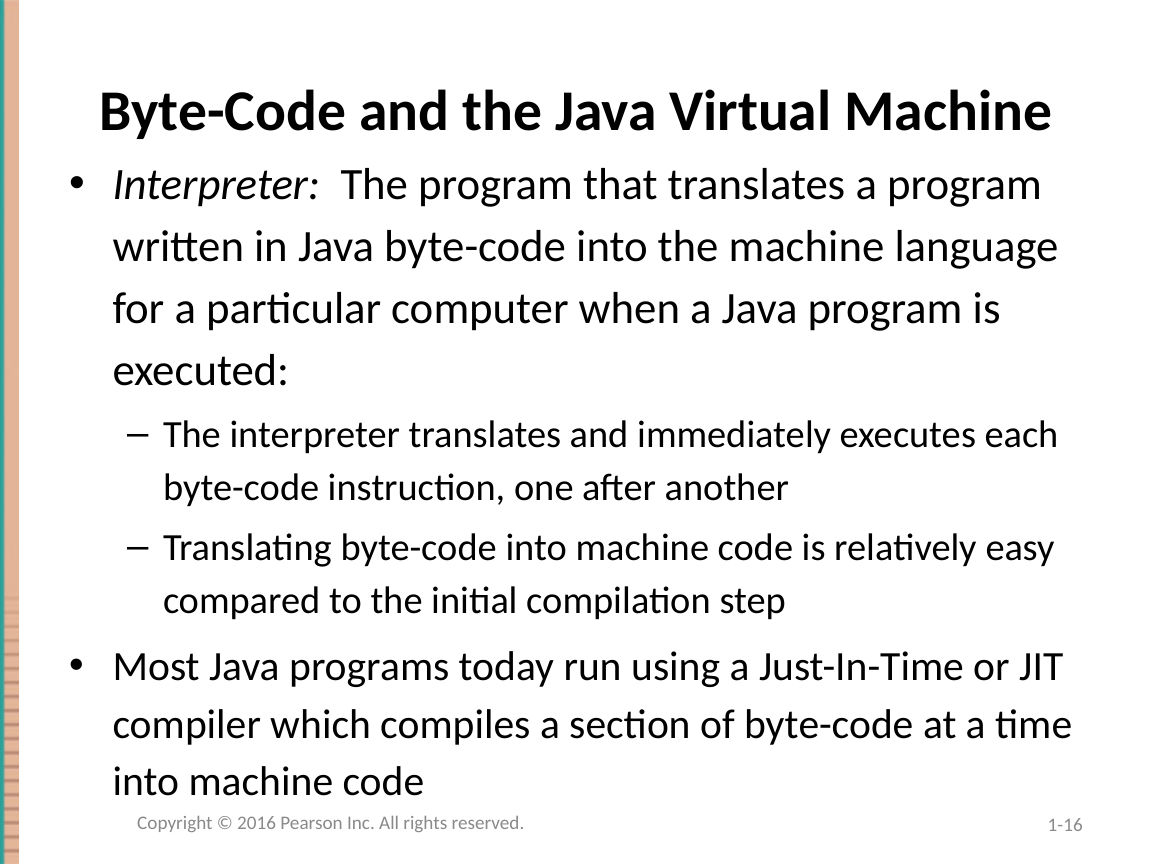 Byte-Code and the Java Virtual Machine
• Interpreter:  The program that translates a program
written in Java byte-code into the machine language
for a particular computer when a Java program is
executed:
– The interpreter translates and immediately executes each
byte-code instruction, one after another
– Translating byte-code into machine code is relatively easy
compared to the initial compilation step
• Most Java programs today run using a Just-In-Time or JIT
compiler which compiles a section of byte-code at a time
into machine code
Copyright © 2016 Pearson Inc. All rights reserved.
1-16